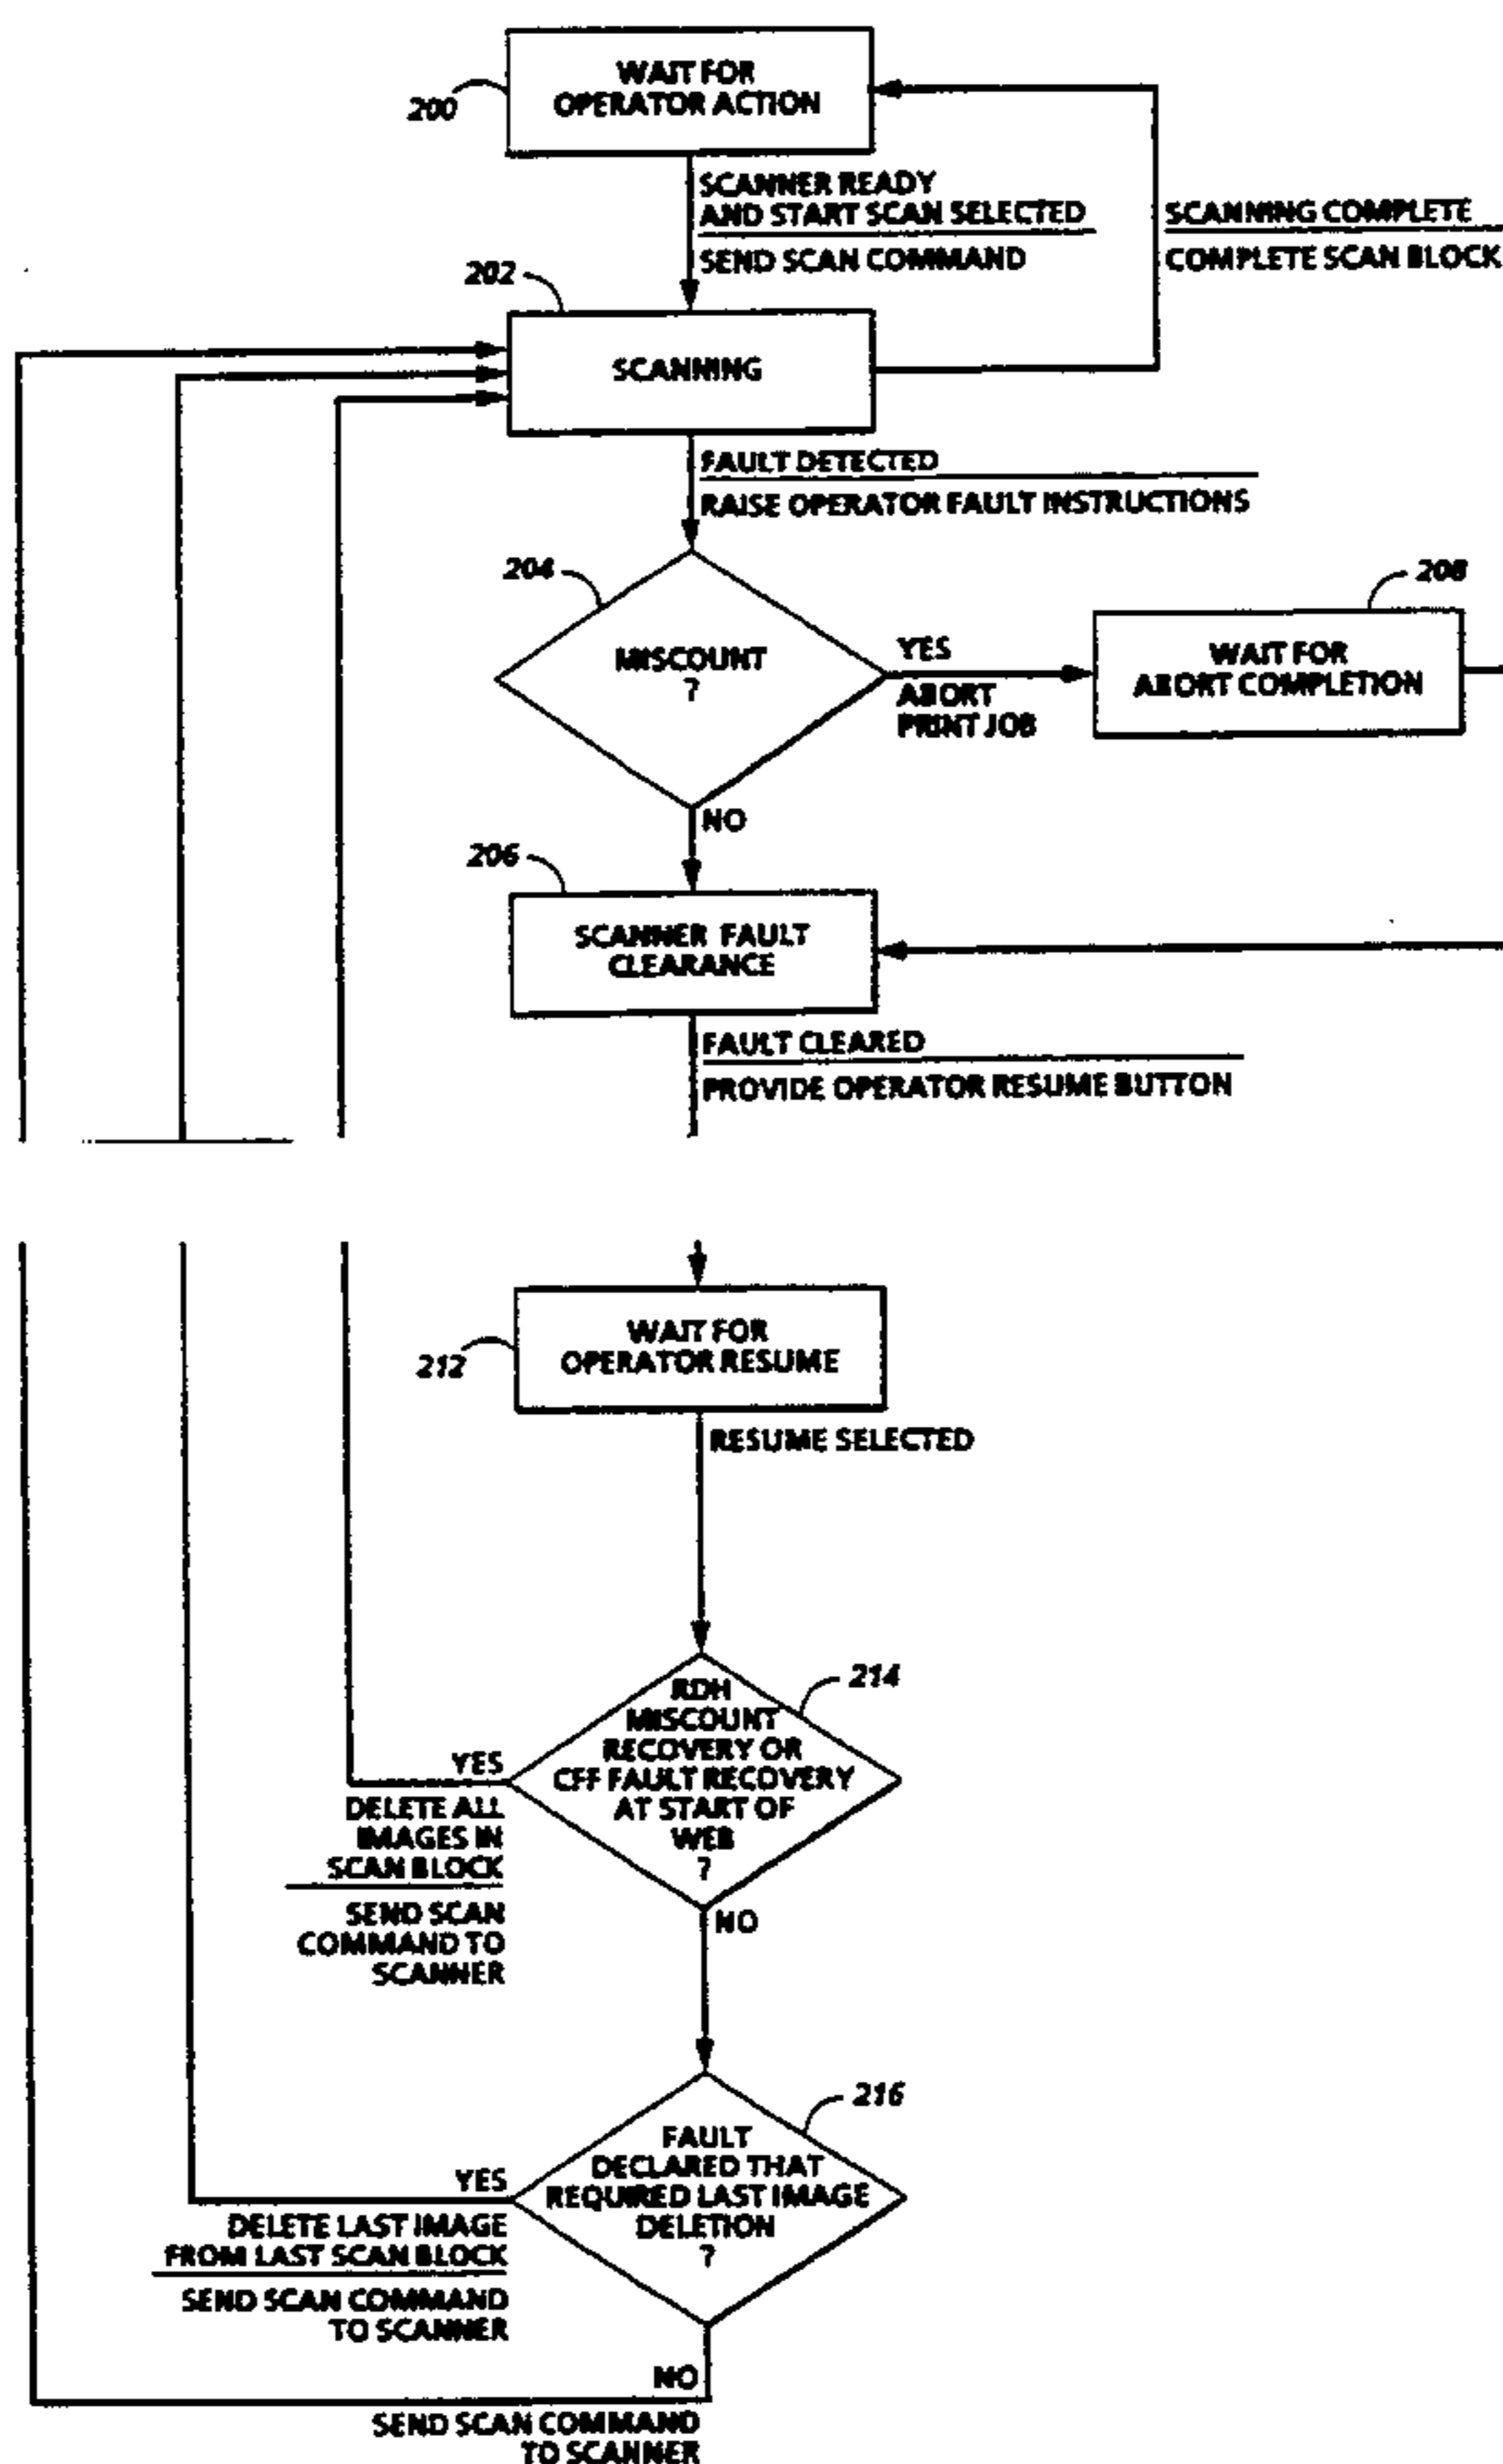 WAIT FOR
OPERATOR ACTION
200
SCANNER READY
AND START SCAN SELECTED
SEND SCAN COMMAND
SCANNING COMPLETE
COMPLETE SCAN BLOCK
202
SCANNING
FAULT DETECTED
RAISE OPERATOR FAULT INSTRUCTIONS
204
MISCOUNT
?
YES
ABORT
PRINT JOB
208
WAIT FOR
ABORT COMPLETION
NO
206
SCANNER FAULT
CLEARANCE
FAULT CLEARED
PROVIDE OPERATOR RESUME BUTTON
WAIT FOR
OPERATOR RESUME
212
RESUME SELECTED
214
RDH
MISCOUNT
RECOVERY OR
CFF FAULT RECOVERY
AT START OF
WEB
?
YES
DELETE ALL
IMAGES IN
SCAN BLOCK
SEND SCAN
COMMAND TO
SCANNER
NO
216
FAULT
DECLARED THAT
REQUIRED LAST IMAGE
DELETION
?
YES
DELETE LAST IMAGE
FROM LAST SCAN BLOCK
SEND SCAN COMMAND
TO SCANNER
NO
SEND SCAN COMMAND
TO SCANNER